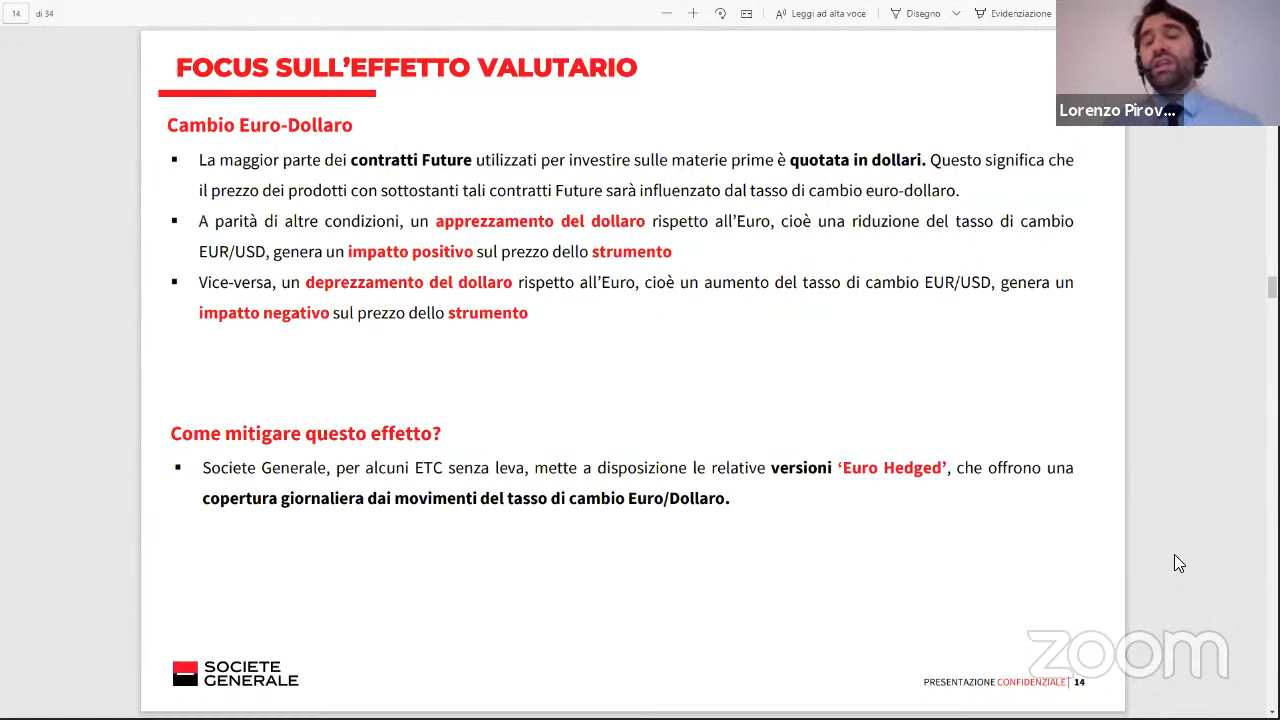 14 di 34
Leggi ad alta voce
Disegno
Evidenziazione
FOCUS SULL'EFFETTO VALUTARIO
Lorenzo Pirov...
Cambio Euro-Dollaro
▪ La maggior parte dei contratti Future utilizzati per investire sulle materie prime è quotata in dollari. Questo significa che
il prezzo dei prodotti con sottostanti tali contratti Future sarà influenzato dal tasso di cambio euro-dollaro.
▪ A parità di altre condizioni, un apprezzamento del dollaro rispetto all'Euro, cioè una riduzione del tasso di cambio
EUR/USD, genera un impatto positivo sul prezzo dello strumento
▪ Vice-versa, un deprezzamento del dollaro rispetto all'Euro, cioè un aumento del tasso di cambio EUR/USD, genera un
impatto negativo sul prezzo dello strumento
Come mitigare questo effetto?
▪ Societe Generale, per alcuni ETC senza leva, mette a disposizione le relative versioni 'Euro Hedged', che offrono una
copertura giornaliera dai movimenti del tasso di cambio Euro/Dollaro.
SOCIETE
GENERALE
zoom
PRESENTAZIONE CONFIDENZIALE| 14